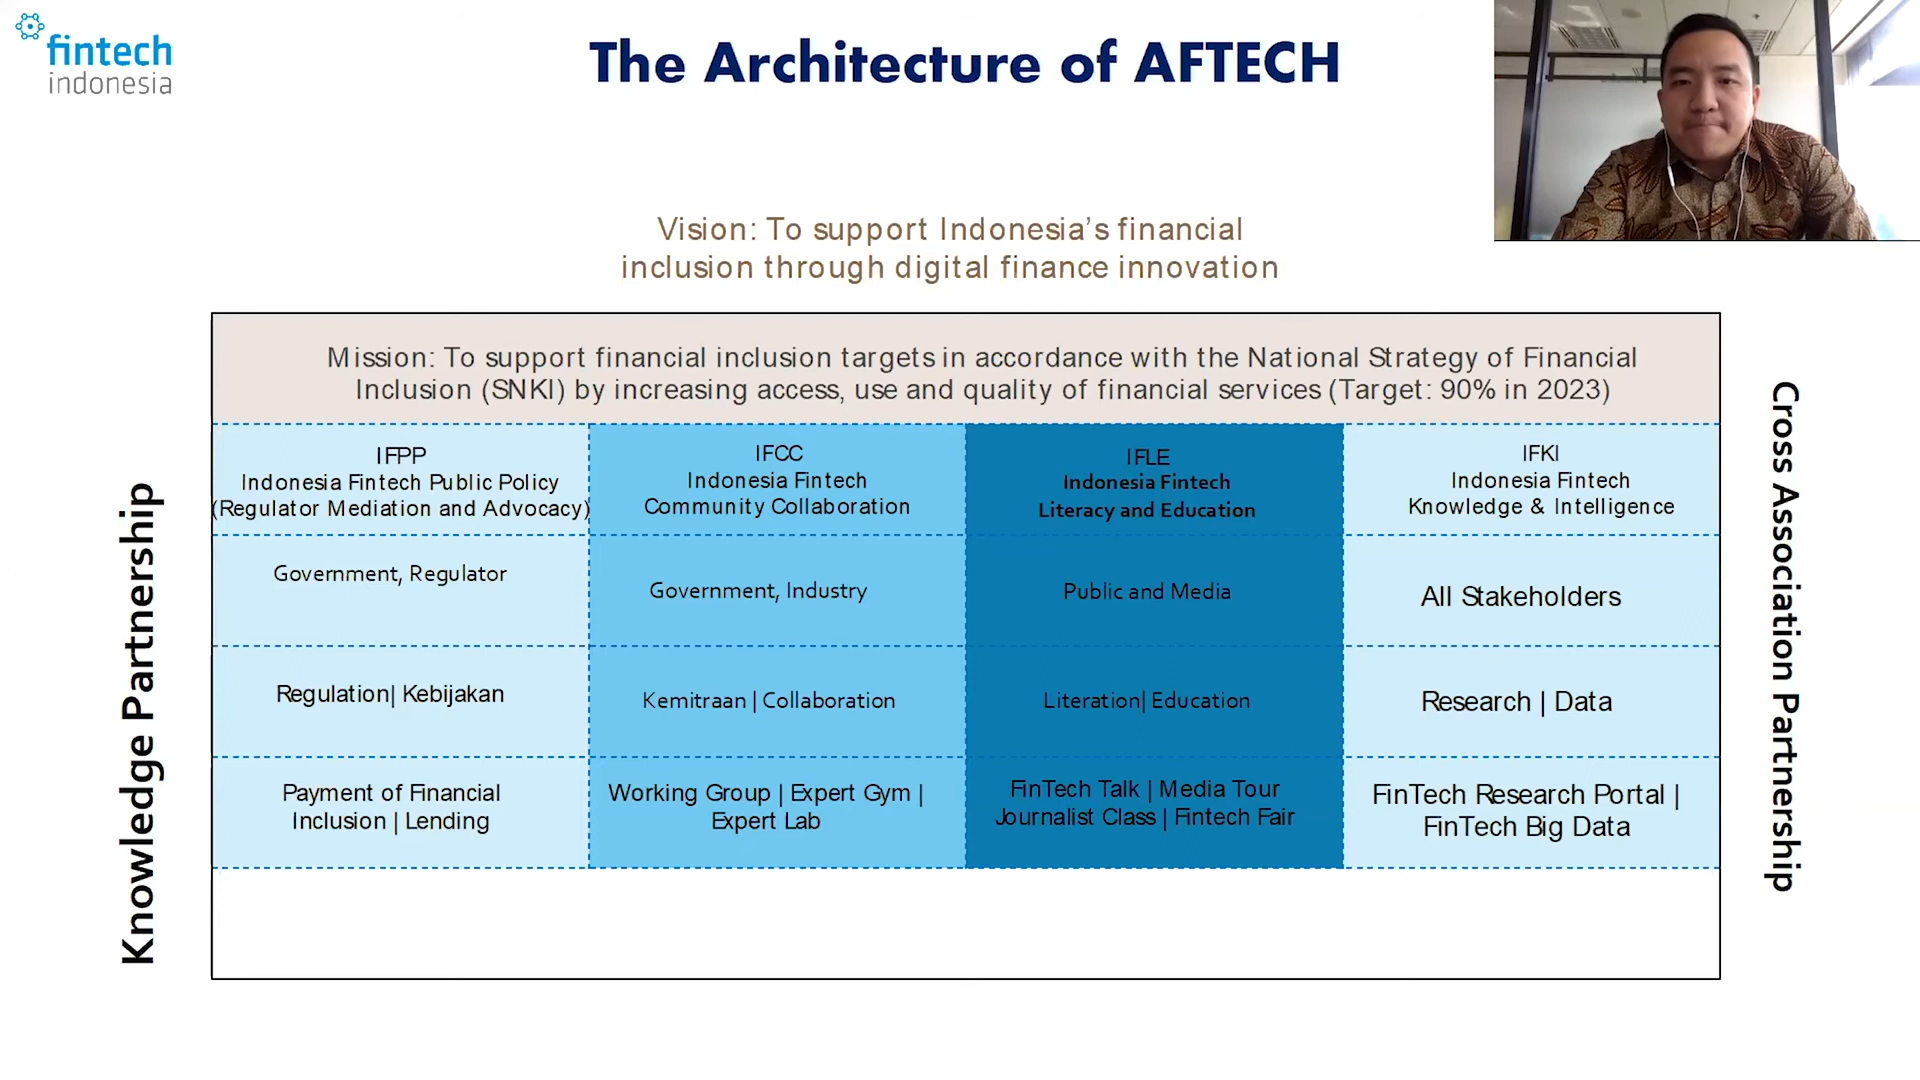 fintech
indonesia
The Architecture of AFTECH
Vision: To support Indonesia’s financial
inclusion through digital finance innovation
Mission: To support financial inclusion targets in accordance with the National Strategy of Financial
Inclusion (SNKI) by increasing access, use and quality of financial services (Target: 90% in 2023)
Knowledge Partnership
IFPP
Indonesia Fintech Public Policy
(Regulator Mediation and Advocacy)
IFCC
Indonesia Fintech
Community Collaboration
IFLE
Indonesia Fintech
Literacy and Education
IFKI
Indonesia Fintech
Knowledge & Intelligence
Government, Regulator
Government, Industry
Public and Media
All Stakeholders
Regulation| Kebijakan
Kemitraan | Collaboration
Literation| Education
Research | Data
Payment of Financial
Inclusion | Lending
Working Group | Expert Gym |
Expert Lab
FinTech Talk | Media Tour
Journalist Class | Fintech Fair
FinTech Research Portal |
FinTech Big Data
Cross Association Partnership